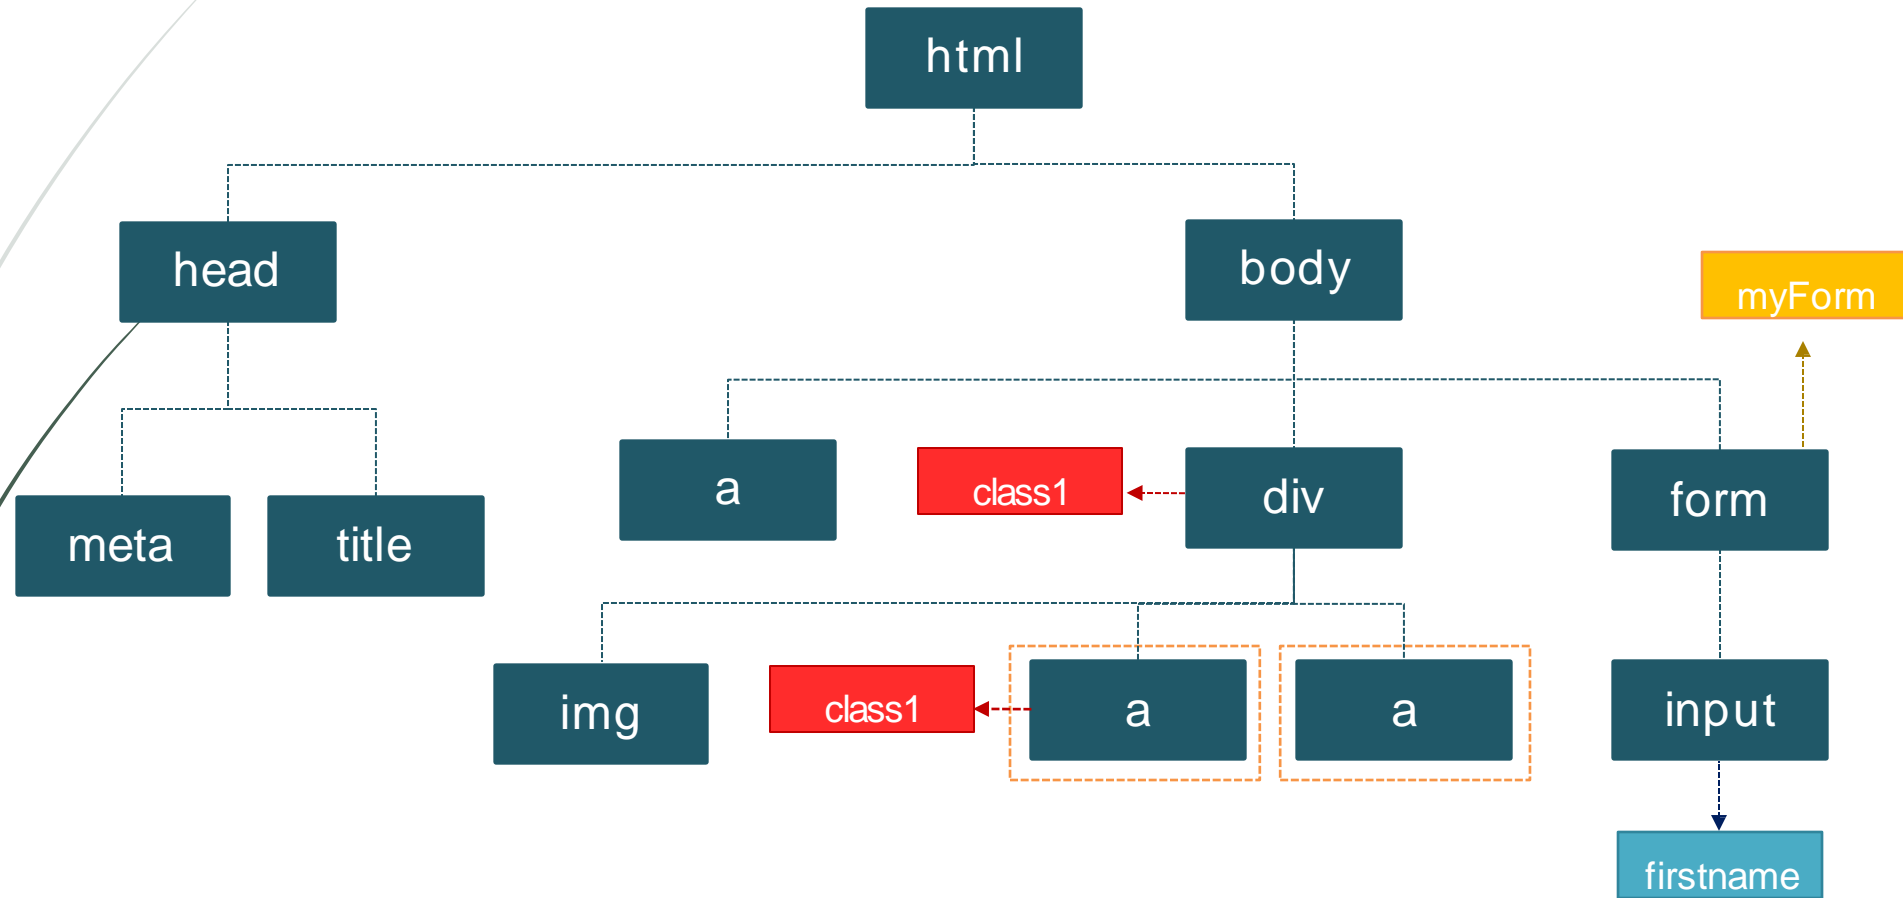 html
head
body
myForm
a
class1
div
form
meta
title
img
class1
a
a
input
firstname